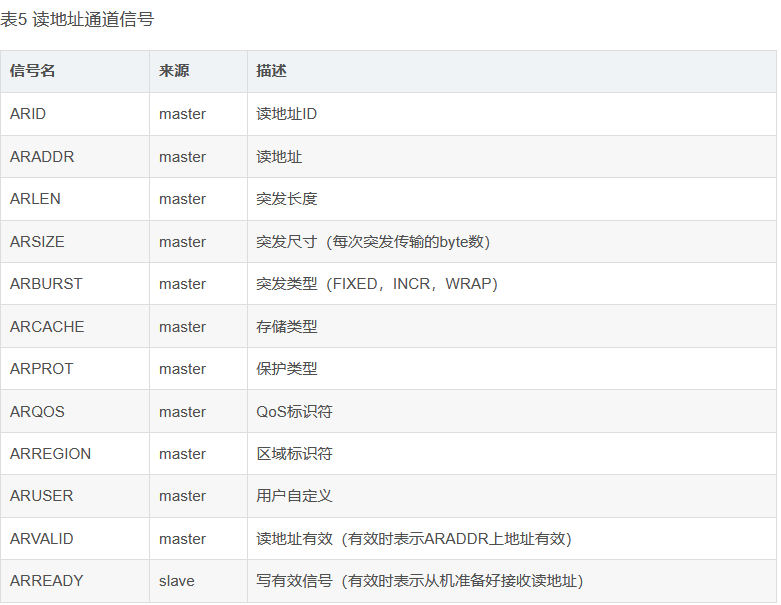 表5 读地址通道信号
信号名 来源 描述
ARID master 读地址ID
ARADDR master 读地址
ARLEN master 突发长度
ARSIZE master 突发尺寸（每次突发传输的byte数）
ARBURST master 突发类型（FIXED，INCR，WRAP）
ARCACHE master 存储类型
ARPROT master 保护类型
ARQOS master QoS标识符
ARREGION master 区域标识符
ARUSER master 用户自定义
ARVALID master 读地址有效（有效时表示ARADDR上地址有效）
ARREADY slave 写有效信号（有效时表示从机准备好接收读地址）